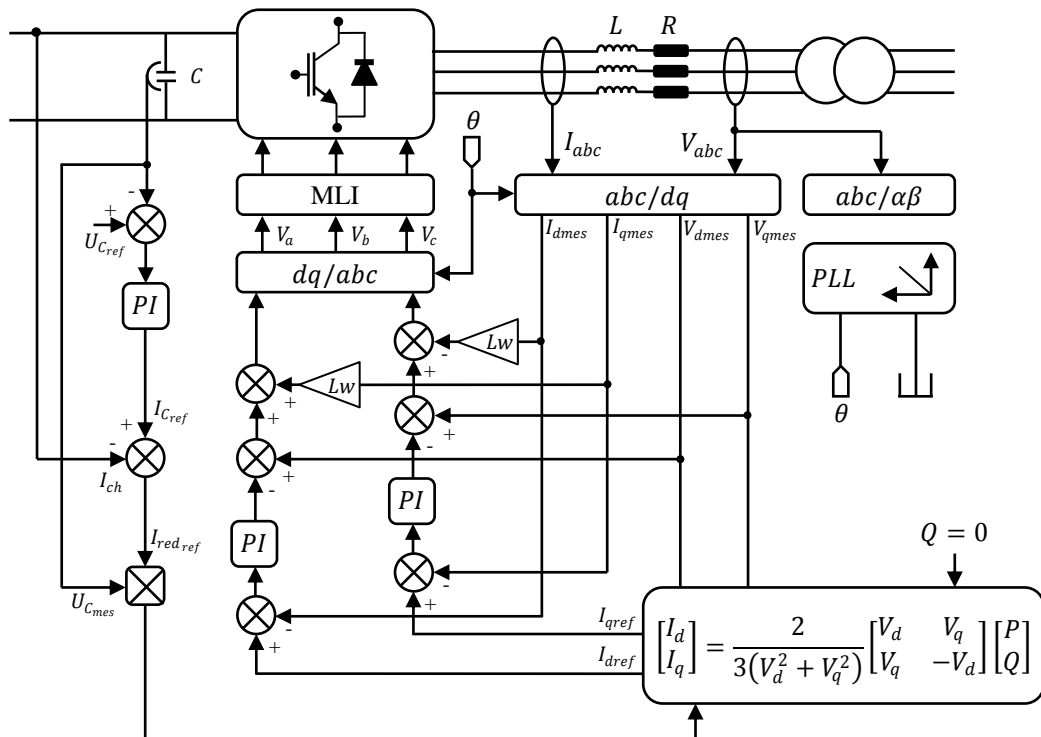 L R
C
θ
I_abc V_abc
MLI
abc/dq
abc/αβ
-
+
U_Cref
V_a V_b V_c
I_dmes I_qmes V_dmes V_qmes
dq/abc
PLL
PI
Lw
-
+
Lw
+
+
θ
I_Cref
+
-
+
-
I_ch
+
-
PI
PI
I_red_ref
Q = 0
U_Cmes
-
+
-
+
I_qref
I_dref
[I_d I_q] = 2 / 3(V_d^2 + V_q^2) [V_d V_q V_q −V_d] [P Q]